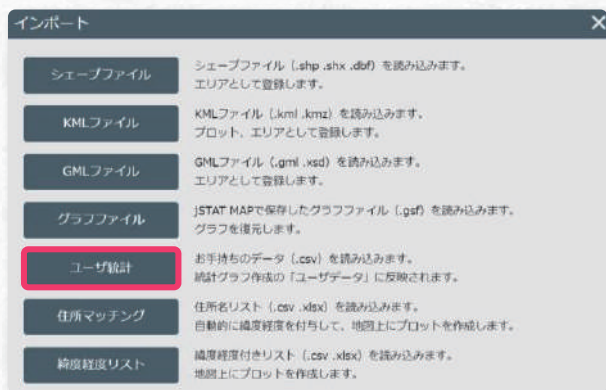 インポート
シェープファイル
シェープファイル（.shp .shx .dbf）を読み込みます。
エリアとして登録します。
KMLファイル
KMLファイル（.kml .kmz）を読み込みます。
プロット、エリアとして登録します。
GMLファイル
GMLファイル（.gml .xsd）を読み込みます。
エリアとして登録します。
グラフファイル
jSTAT MAPで保存したグラフファイル（.gsf）を読み込みます。
グラフを復元します。
ユーザ統計
お手持ちのデータ（.csv）を読み込みます。
統計グラフ作成の「ユーザデータ」に反映されます。
住所マッチング
住所名リスト（.csv .xlsx）を読み込みます。
自動的に緯度経度を付与して、地図上にプロットを作成します。
緯度経度リスト
緯度経度付きリスト（.csv .xlsx）を読み込みます。
地図上にプロットを作成します。